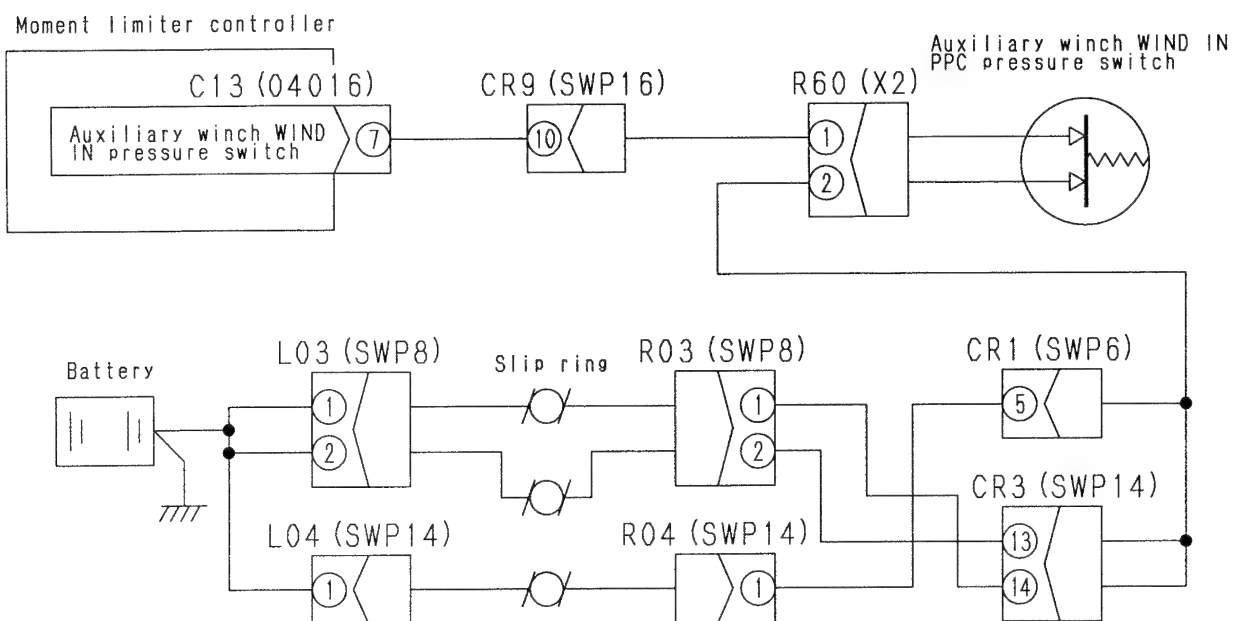 Moment limiter controller
Auxiliary winch WIND IN
PPC pressure switch
C13 (04016)
CR9 (SWP16)
R60 (X2)
Auxiliary winch WIND
IN pressure switch
7
10
1
2
Battery
L03 (SWP8)
Slip ring
R03 (SWP8)
CR1 (SWP6)
1
2
1
2
5
L04 (SWP14)
R04 (SWP14)
CR3 (SWP14)
1
1
13
14